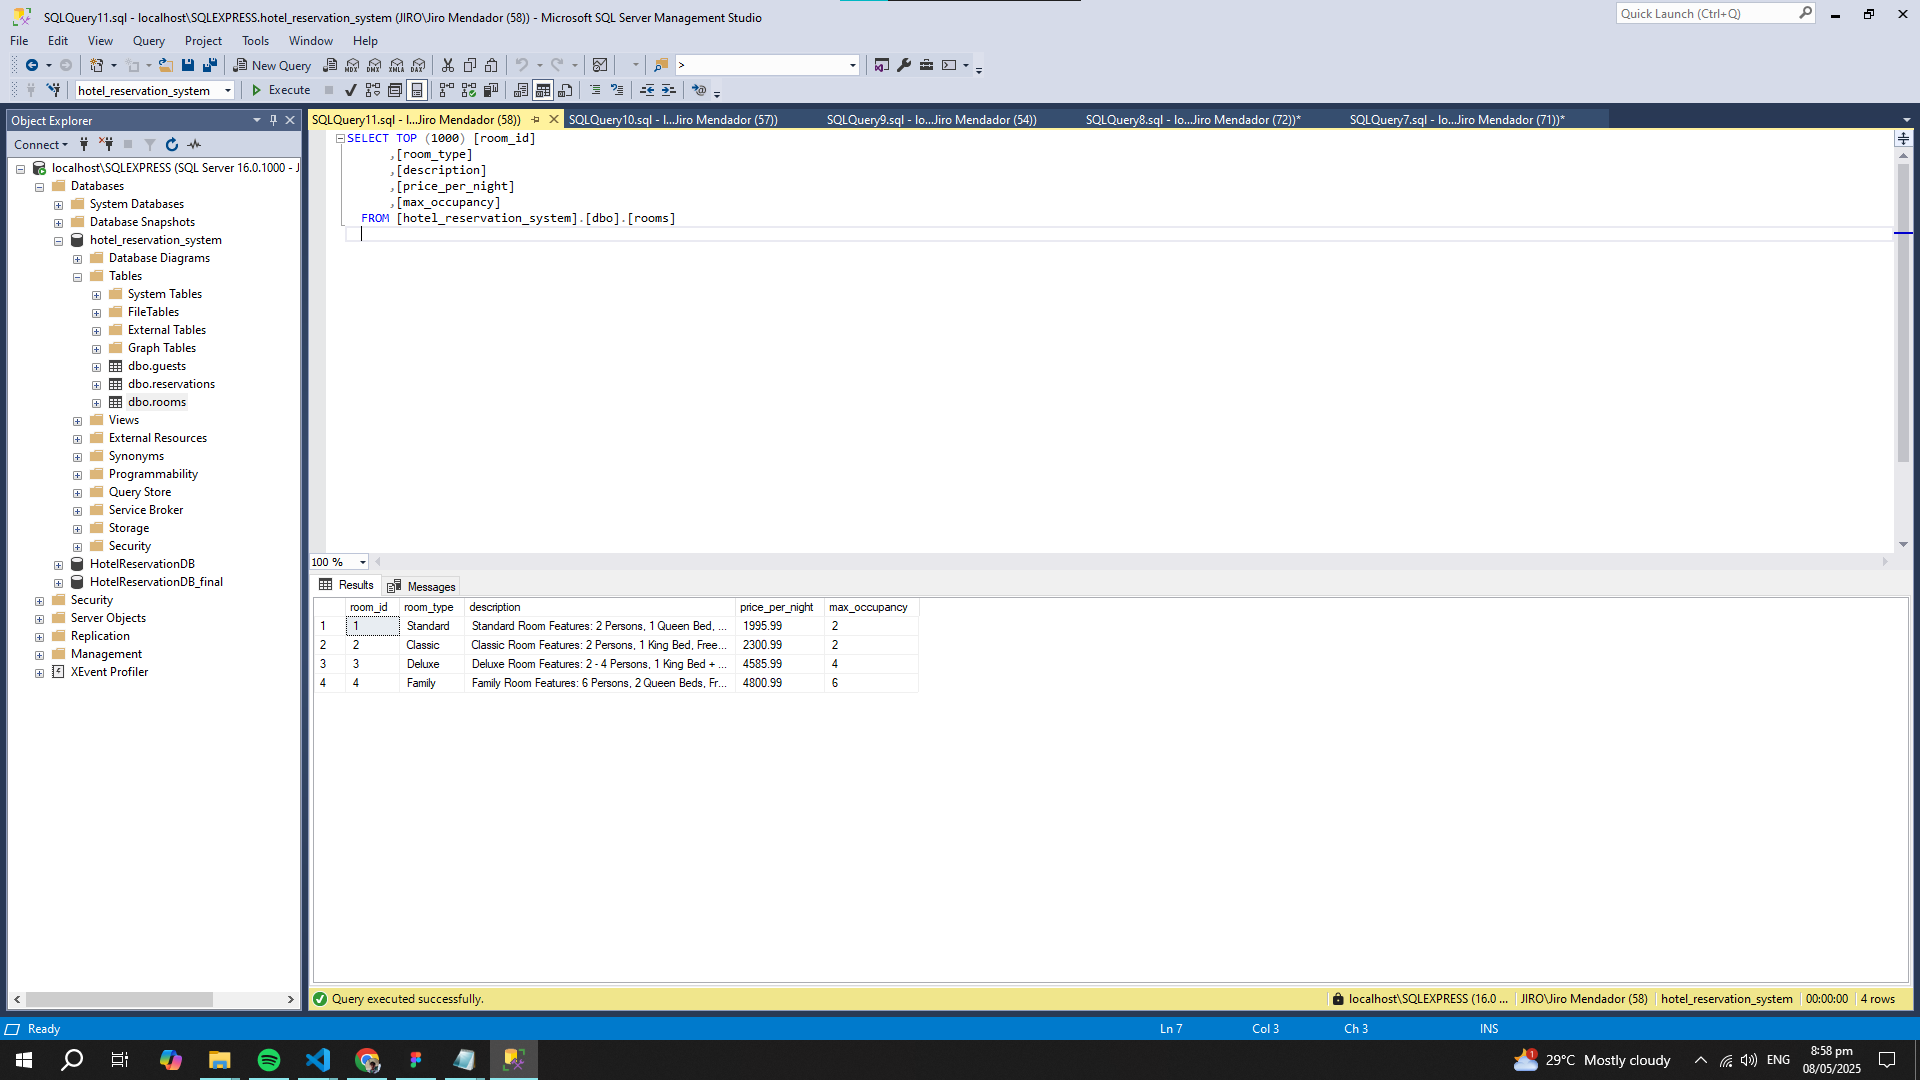 SQLQuery11.sql - localhost\SQLEXPRESS.hotel_reservation_system (JIRO\Jiro Mendador (58)) - Microsoft SQL Server Management Studio
Quick Launch (Ctrl+Q)
File Edit View Query Project Tools Window Help
New Query
MDX DMX XMLA DAX
>
hotel_reservation_system
Execute
Object Explorer
Connect
localhost\SQLEXPRESS (SQL Server 16.0.1000 - J
Databases
System Databases
Database Snapshots
hotel_reservation_system
Database Diagrams
Tables
System Tables
FileTables
External Tables
Graph Tables
dbo.guests
dbo.reservations
dbo.rooms
Views
External Resources
Synonyms
Programmability
Query Store
Service Broker
Storage
Security
HotelReservationDB
HotelReservationDB_final
Security
Server Objects
Replication
Management
XEvent Profiler
SQLQuery11.sql - l...Jiro Mendador (58)) SQLQuery10.sql - l...Jiro Mendador (57)) SQLQuery9.sql - lo...Jiro Mendador (54)) SQLQuery8.sql - lo...Jiro Mendador (72))* SQLQuery7.sql - lo...Jiro Mendador (71))*
SELECT TOP (1000) [room_id]
,[room_type]
,[description]
,[price_per_night]
,[max_occupancy]
FROM [hotel_reservation_system].[dbo].[rooms]
100 %
Results Messages
room_id room_type description price_per_night max_occupancy
1 1 Standard Standard Room Features: 2 Persons, 1 Queen Bed, ... 1995.99 2
2 2 Classic Classic Room Features: 2 Persons, 1 King Bed, Free... 2300.99 2
3 3 Deluxe Deluxe Room Features: 2 - 4 Persons, 1 King Bed + ... 4585.99 4
4 4 Family Family Room Features: 6 Persons, 2 Queen Beds, Fr... 4800.99 6
Query executed successfully. localhost\SQLEXPRESS (16.0 ... JIRO\Jiro Mendador (58) hotel_reservation_system 00:00:00 4 rows
Ready Ln 7 Col 3 Ch 3 INS
1 29°C Mostly cloudy ENG 8:58 pm
08/05/2025